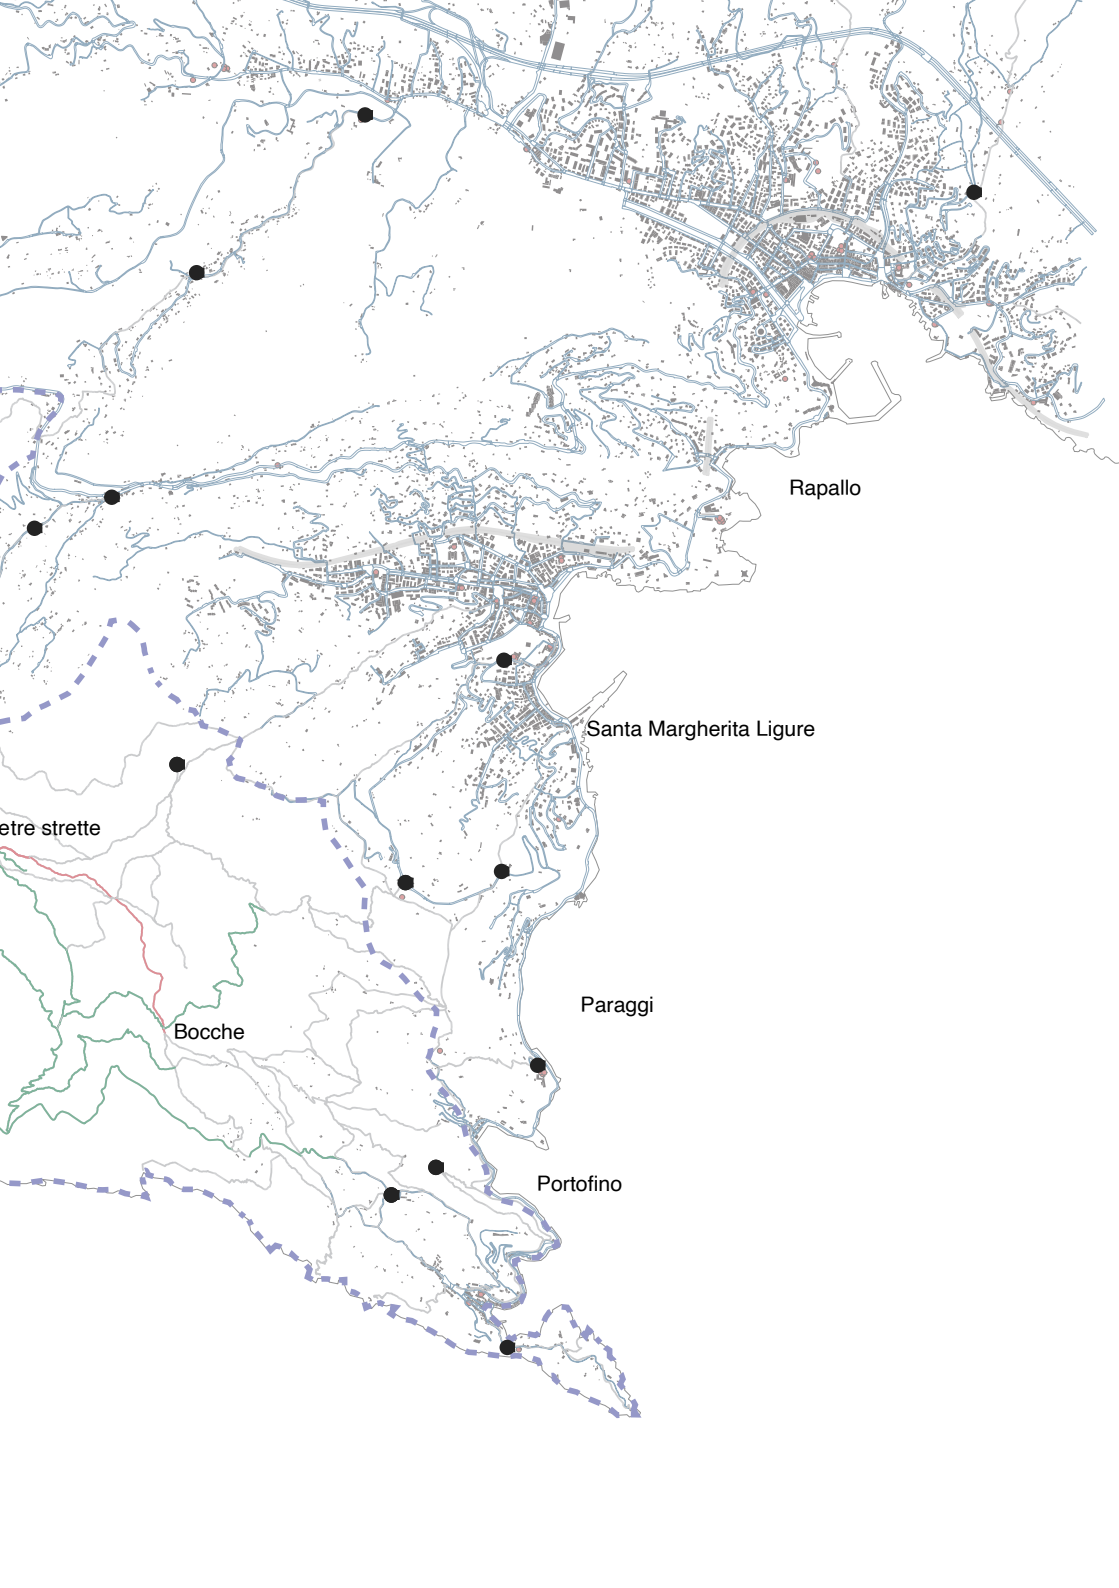 Rapallo
Santa Margherita Ligure
etre strette
Paraggi
Bocche
Portofino